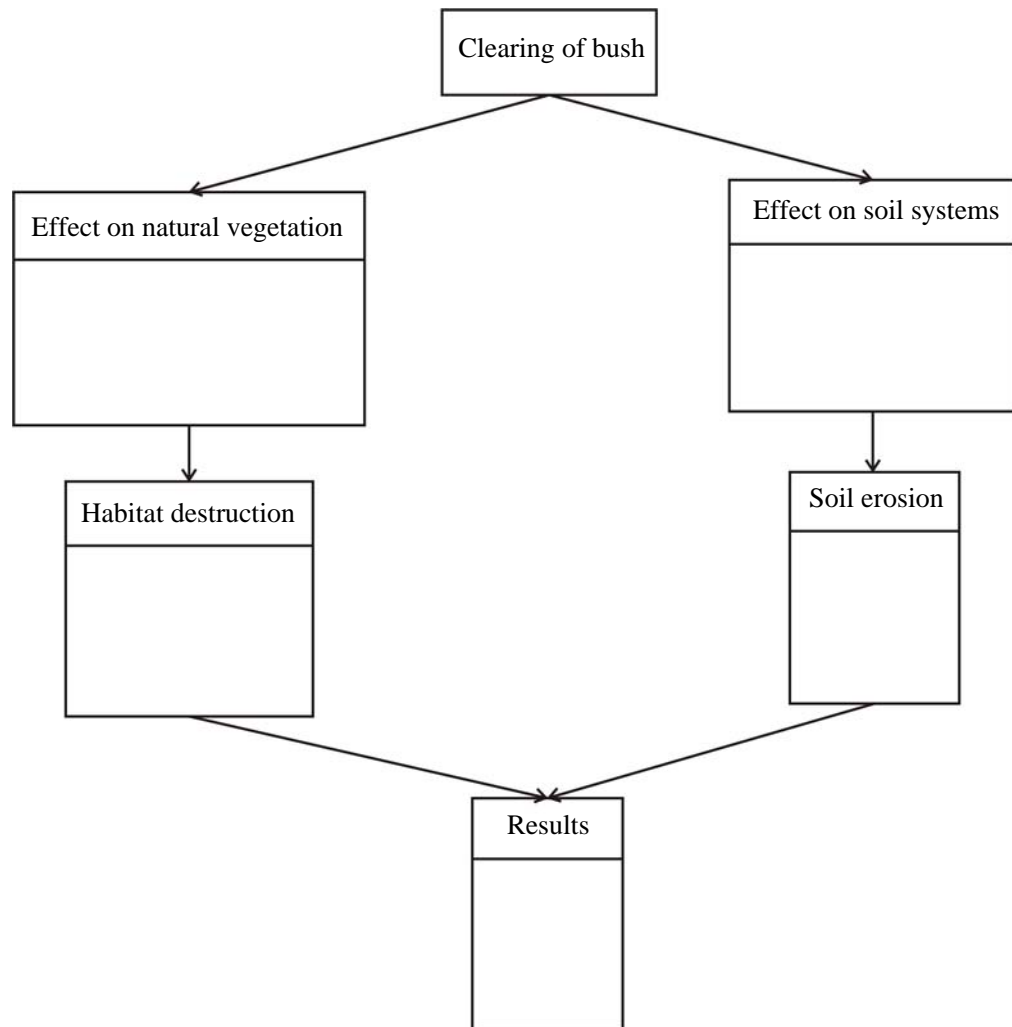 Clearing of bush
Effect on natural vegetation
Effect on soil systems
Habitat destruction
Soil erosion
Results